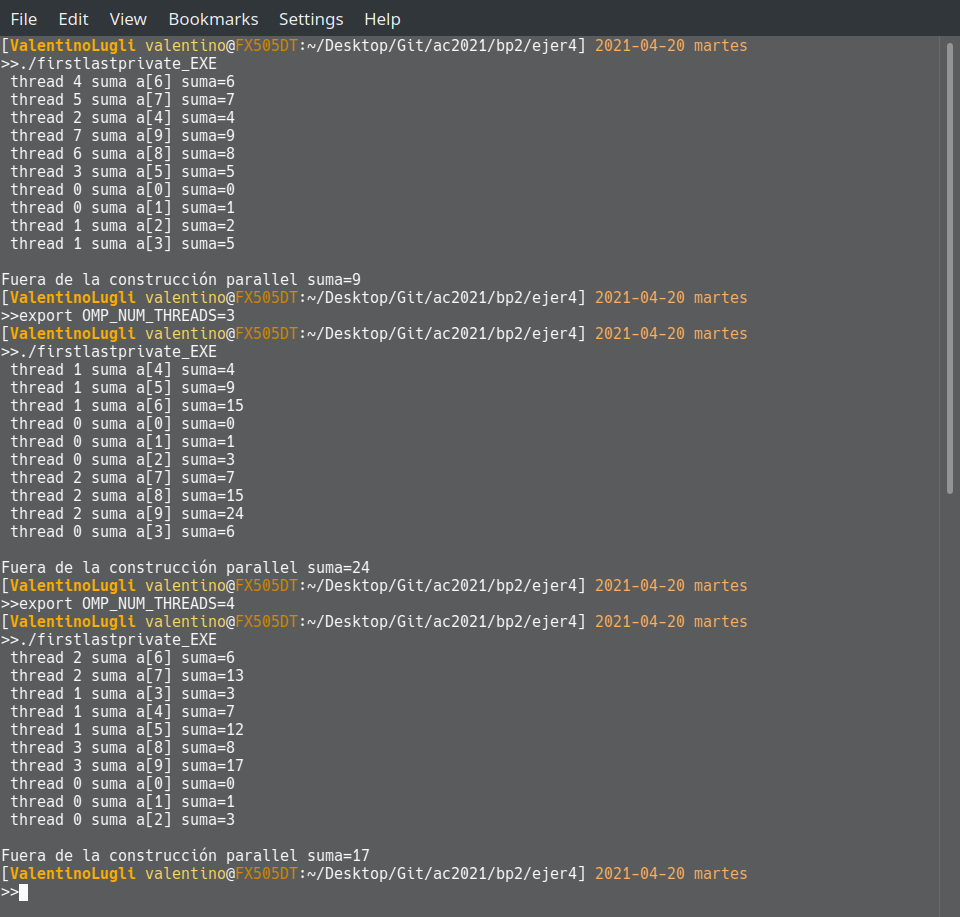 File Edit View Bookmarks Settings Help
[ValentinoLugli valentino@FX505DT:~/Desktop/Git/ac2021/bp2/ejer4] 2021-04-20 martes
>>./firstlastprivate_EXE
thread 4 suma a[6] suma=6
thread 5 suma a[7] suma=7
thread 2 suma a[4] suma=4
thread 7 suma a[9] suma=9
thread 6 suma a[8] suma=8
thread 3 suma a[5] suma=5
thread 0 suma a[0] suma=0
thread 0 suma a[1] suma=1
thread 1 suma a[2] suma=2
thread 1 suma a[3] suma=5
Fuera de la construcción parallel suma=9
[ValentinoLugli valentino@FX505DT:~/Desktop/Git/ac2021/bp2/ejer4] 2021-04-20 martes
>>export OMP_NUM_THREADS=3
[ValentinoLugli valentino@FX505DT:~/Desktop/Git/ac2021/bp2/ejer4] 2021-04-20 martes
>>./firstlastprivate_EXE
thread 1 suma a[4] suma=4
thread 1 suma a[5] suma=9
thread 1 suma a[6] suma=15
thread 0 suma a[0] suma=0
thread 0 suma a[1] suma=1
thread 0 suma a[2] suma=3
thread 2 suma a[7] suma=7
thread 2 suma a[8] suma=15
thread 2 suma a[9] suma=24
thread 0 suma a[3] suma=6
Fuera de la construcción parallel suma=24
[ValentinoLugli valentino@FX505DT:~/Desktop/Git/ac2021/bp2/ejer4] 2021-04-20 martes
>>export OMP_NUM_THREADS=4
[ValentinoLugli valentino@FX505DT:~/Desktop/Git/ac2021/bp2/ejer4] 2021-04-20 martes
>>./firstlastprivate_EXE
thread 2 suma a[6] suma=6
thread 2 suma a[7] suma=13
thread 1 suma a[3] suma=3
thread 1 suma a[4] suma=7
thread 1 suma a[5] suma=12
thread 3 suma a[8] suma=8
thread 3 suma a[9] suma=17
thread 0 suma a[0] suma=0
thread 0 suma a[1] suma=1
thread 0 suma a[2] suma=3
Fuera de la construcción parallel suma=17
[ValentinoLugli valentino@FX505DT:~/Desktop/Git/ac2021/bp2/ejer4] 2021-04-20 martes
>>